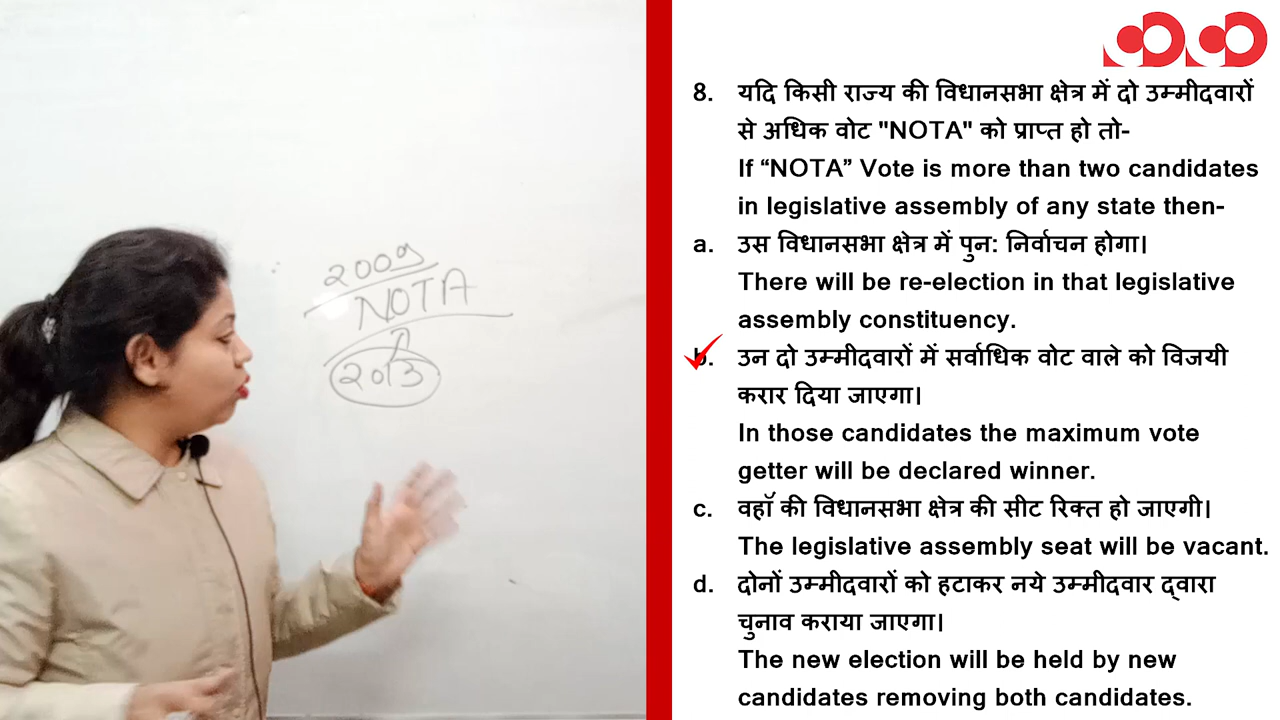 2009
NOTA
2013
8. यदि किसी राज्य की विधानसभा क्षेत्र में दो उम्मीदवारों
से अधिक वोट "NOTA" को प्राप्त हो तो-
If “NOTA” Vote is more than two candidates
in legislative assembly of any state then-
a. उस विधानसभा क्षेत्र में पुन: निर्वाचन होगा।
There will be re-election in that legislative
assembly constituency.
b. उन दो उम्मीदवारों में सर्वाधिक वोट वाले को विजयी
करार दिया जाएगा।
In those candidates the maximum vote
getter will be declared winner.
c. वहाॅ की विधानसभा क्षेत्र की सीट रिक्त हो जाएगी।
The legislative assembly seat will be vacant.
d. दोनों उम्मीदवारों को हटाकर नये उम्मीदवार द्वारा
चुनाव कराया जाएगा।
The new election will be held by new
candidates removing both candidates.